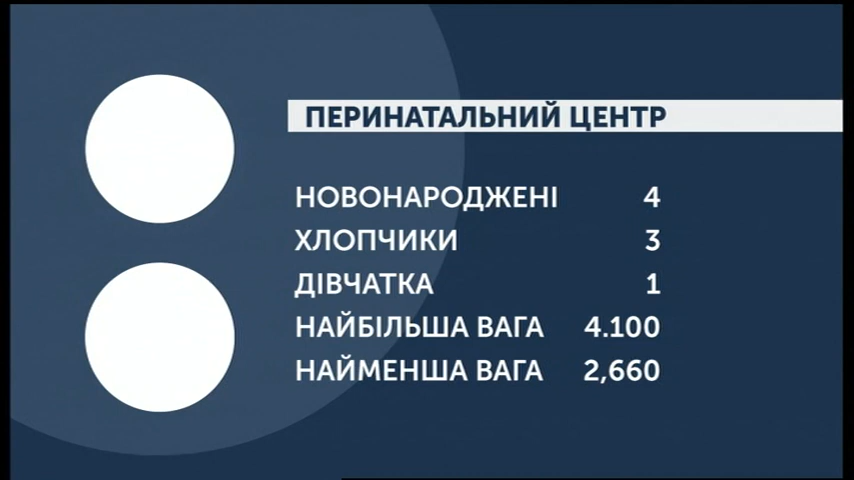 ПЕРИНАТАЛЬНИЙ ЦЕНТР
НОВОНАРОДЖЕНІ 4
ХЛОПЧИКИ 3
ДІВЧАТКА 1
НАЙБІЛЬША ВАГА 4.100
НАЙМЕНША ВАГА 2,660